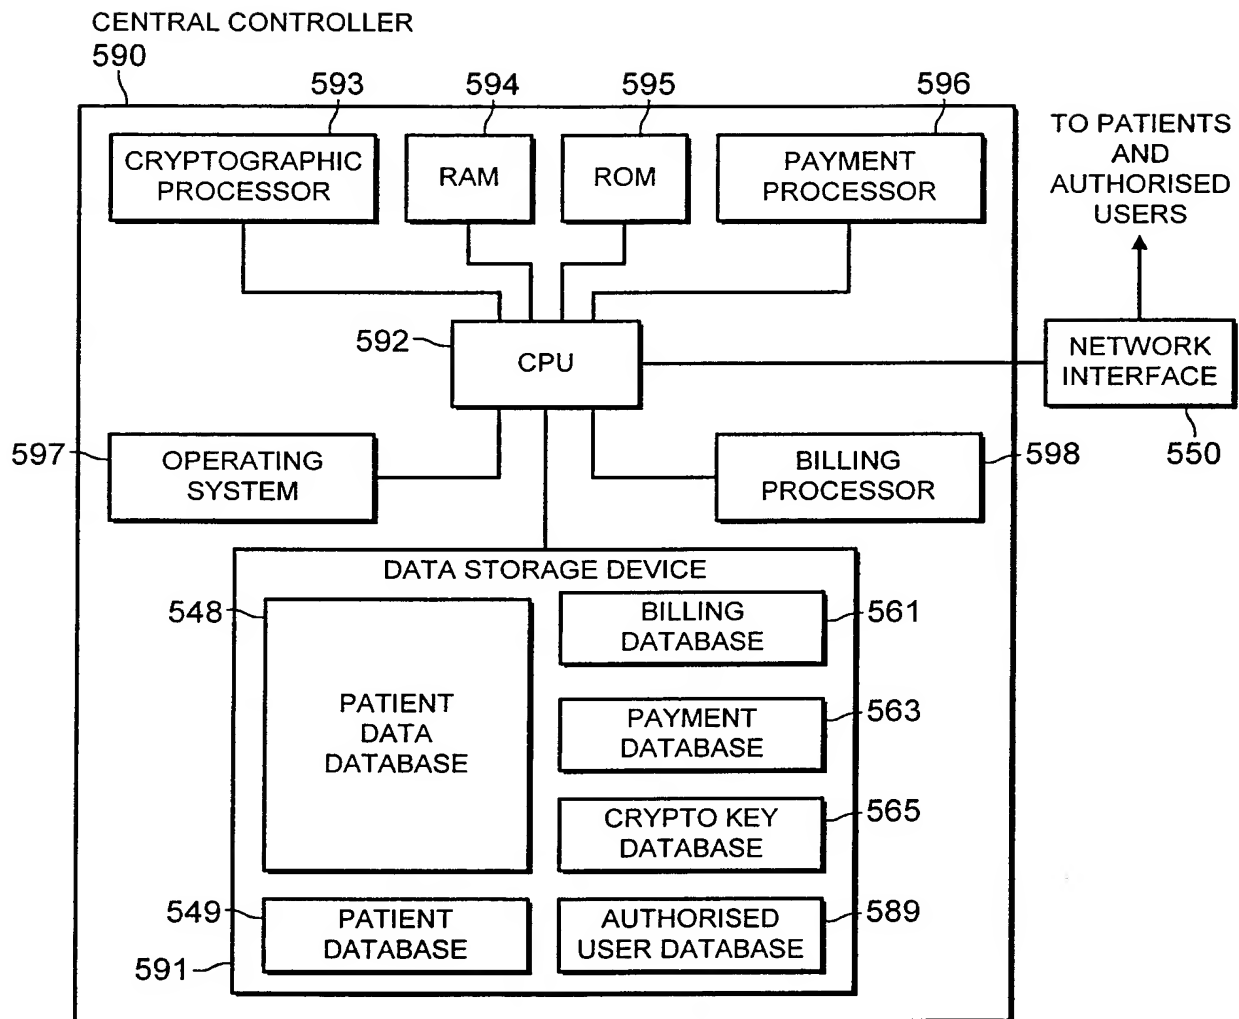 CENTRAL CONTROLLER
590
593
594
595
596
CRYPTOGRAPHIC
PROCESSOR
RAM
ROM
PAYMENT
PROCESSOR
TO PATIENTS
AND
AUTHORISED
USERS
592
CPU
NETWORK
INTERFACE
550
597
OPERATING
SYSTEM
BILLING
PROCESSOR
598
DATA STORAGE DEVICE
548
PATIENT
DATA
DATABASE
BILLING
DATABASE
561
PAYMENT
DATABASE
563
CRYPTO KEY
DATABASE
565
549
PATIENT
DATABASE
AUTHORISED
USER DATABASE
589
591